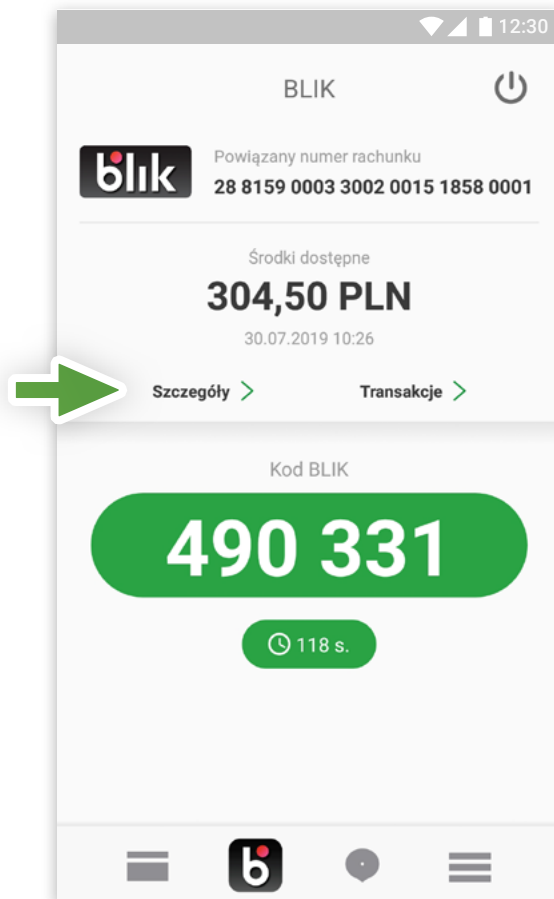 12:30
BLIK
blik
Powiązany numer rachunku
28 8159 0003 3002 0015 1858 0001
Środki dostępne
304,50 PLN
30.07.2019 10:26
Szczegóły
Transakcje
Kod BLIK
490 331
118 s.
b